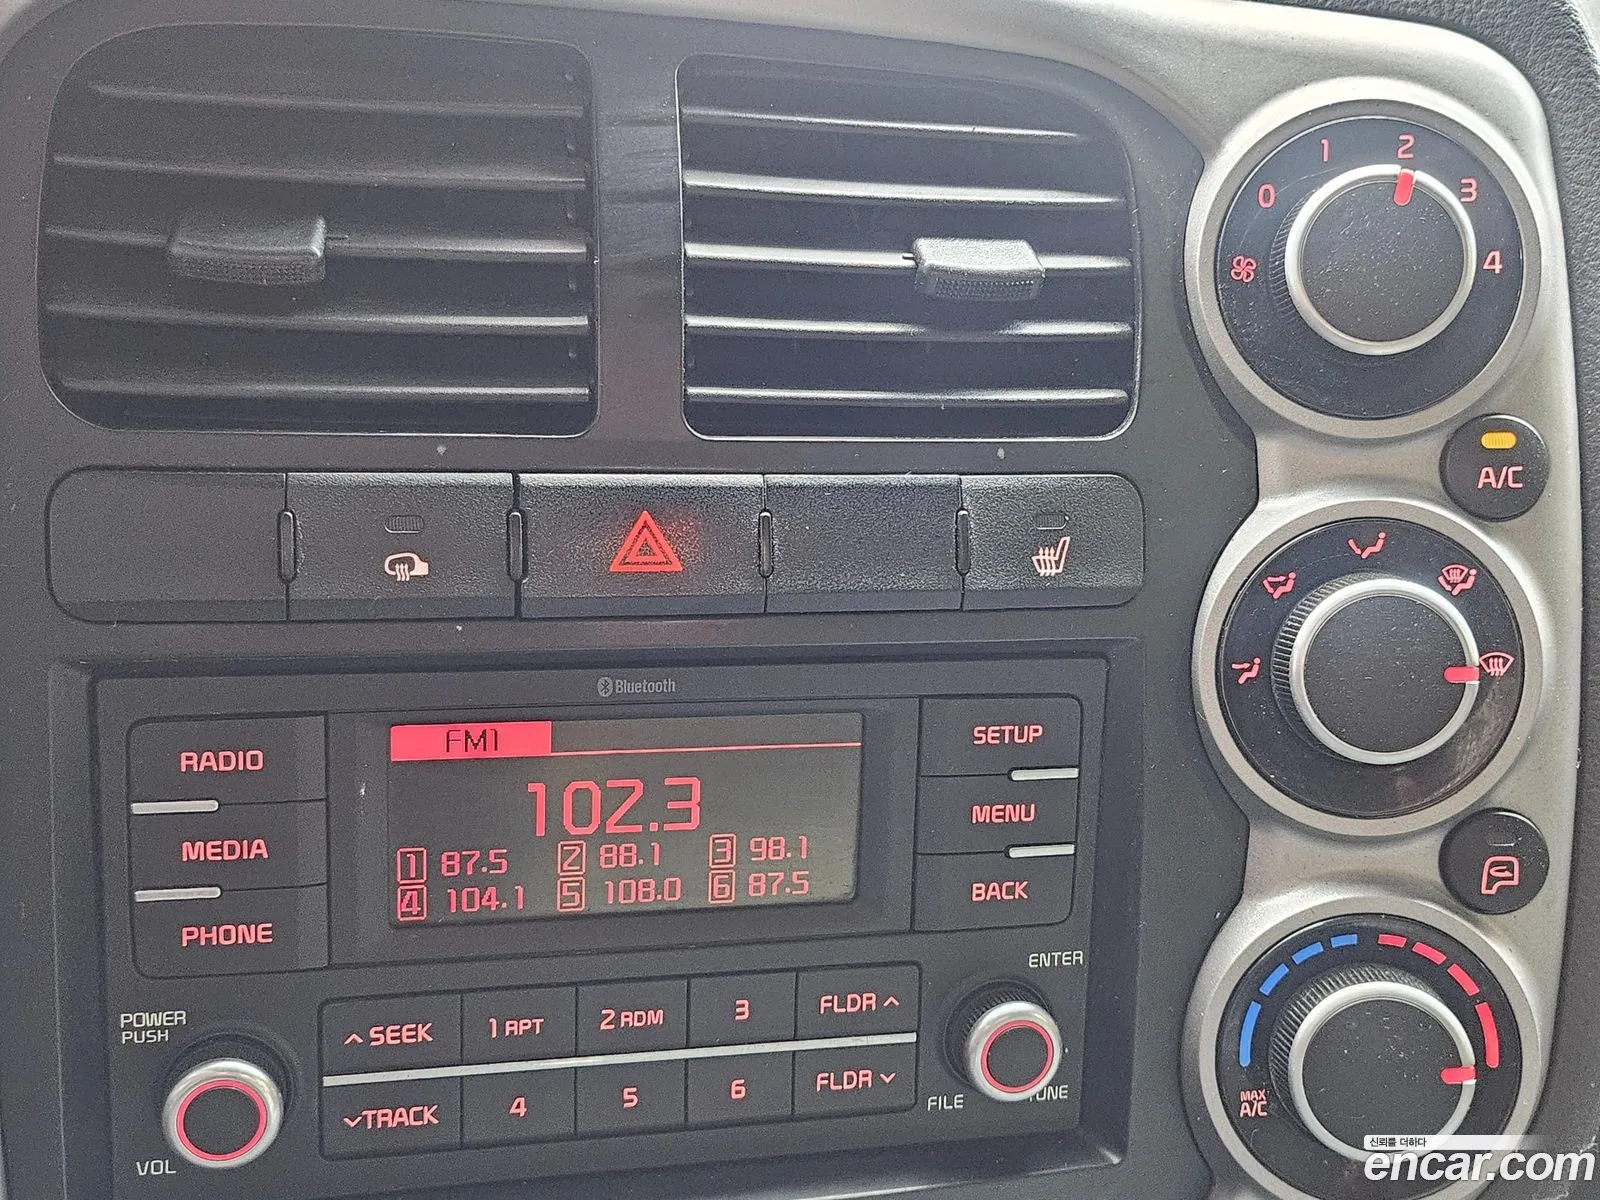 0
1
2
3
4
A/C
Bluetooth
RADIO
MEDIA
PHONE
FM1
102.3
1 87.5 2 88.1 3 98.1
4 104.1 5 108.0 6 87.5
SETUP
MENU
BACK
POWER
PUSH
VOL
SEEK
1 RPT
2 RDM
3
FLDR
TRACK
4
5
6
FLDR
ENTER
FILE
TUNE
MAX
A/C
신뢰를 더하다
encar.com